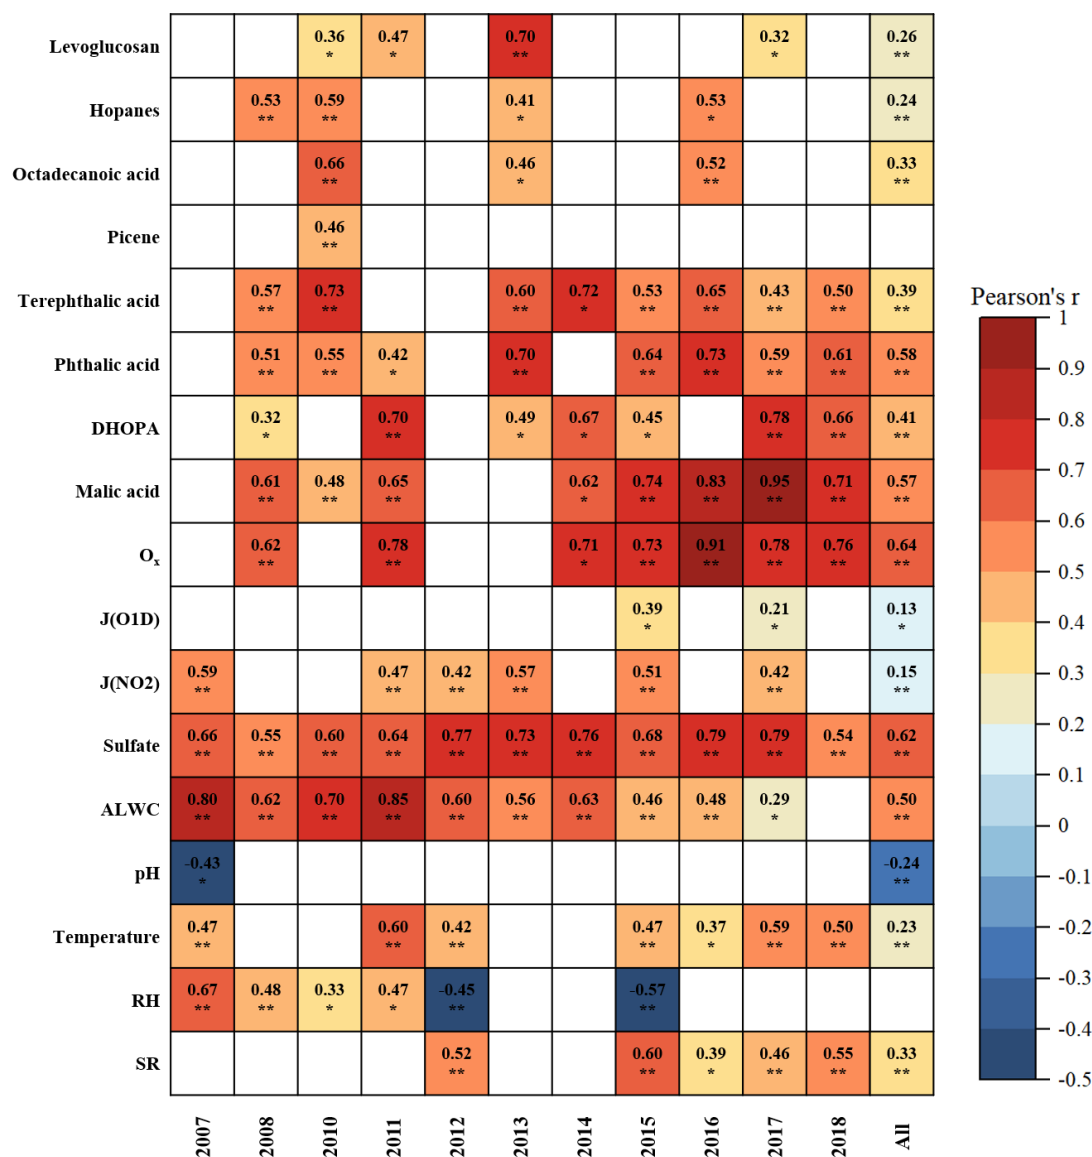 Levoglucosan 0.36 0.47 0.70 0.32 0.26
* * ** * **
Hopanes 0.53 0.59 0.41 0.53 0.24
** ** * * **
Octadecanoic acid 0.66 0.46 0.52 0.33
** * ** **
Picene 0.46
**
Terephthalic acid 0.57 0.73 0.60 0.72 0.53 0.65 0.43 0.50 0.39
** ** ** * ** ** ** ** **
Phthalic acid 0.51 0.55 0.42 0.70 0.64 0.73 0.59 0.61 0.58
** ** * ** ** ** ** ** **
DHOPA 0.32 0.70 0.49 0.67 0.45 0.78 0.66 0.41
* ** * * * ** ** **
Malic acid 0.61 0.48 0.65 0.62 0.74 0.83 0.95 0.71 0.57
** ** ** * ** ** ** ** **
Ox 0.62 0.78 0.71 0.73 0.91 0.78 0.76 0.64
** ** * ** ** ** ** **
J(O1D) 0.39 0.21 0.13
* * *
J(NO2) 0.59 0.47 0.42 0.57 0.51 0.42 0.15
** ** ** ** ** ** **
Sulfate 0.66 0.55 0.60 0.64 0.77 0.73 0.76 0.68 0.79 0.79 0.54 0.62
** ** ** ** ** ** ** ** ** ** ** **
ALWC 0.80 0.62 0.70 0.85 0.60 0.56 0.63 0.46 0.48 0.29 0.50
** ** ** ** ** ** ** ** ** * **
pH -0.43 -0.24
* **
Temperature 0.47 0.60 0.42 0.47 0.37 0.59 0.50 0.23
** ** ** ** * ** ** **
RH 0.67 0.48 0.33 0.47 -0.45 -0.57
** ** * * ** **
SR 0.52 0.60 0.39 0.46 0.55 0.33
** ** * ** ** **
2007 2008 2010 2011 2012 2013 2014 2015 2016 2017 2018 All
Pearson's r
1
0.9
0.8
0.7
0.6
0.5
0.4
0.3
0.2
0.1
0
-0.1
-0.2
-0.3
-0.4
-0.5